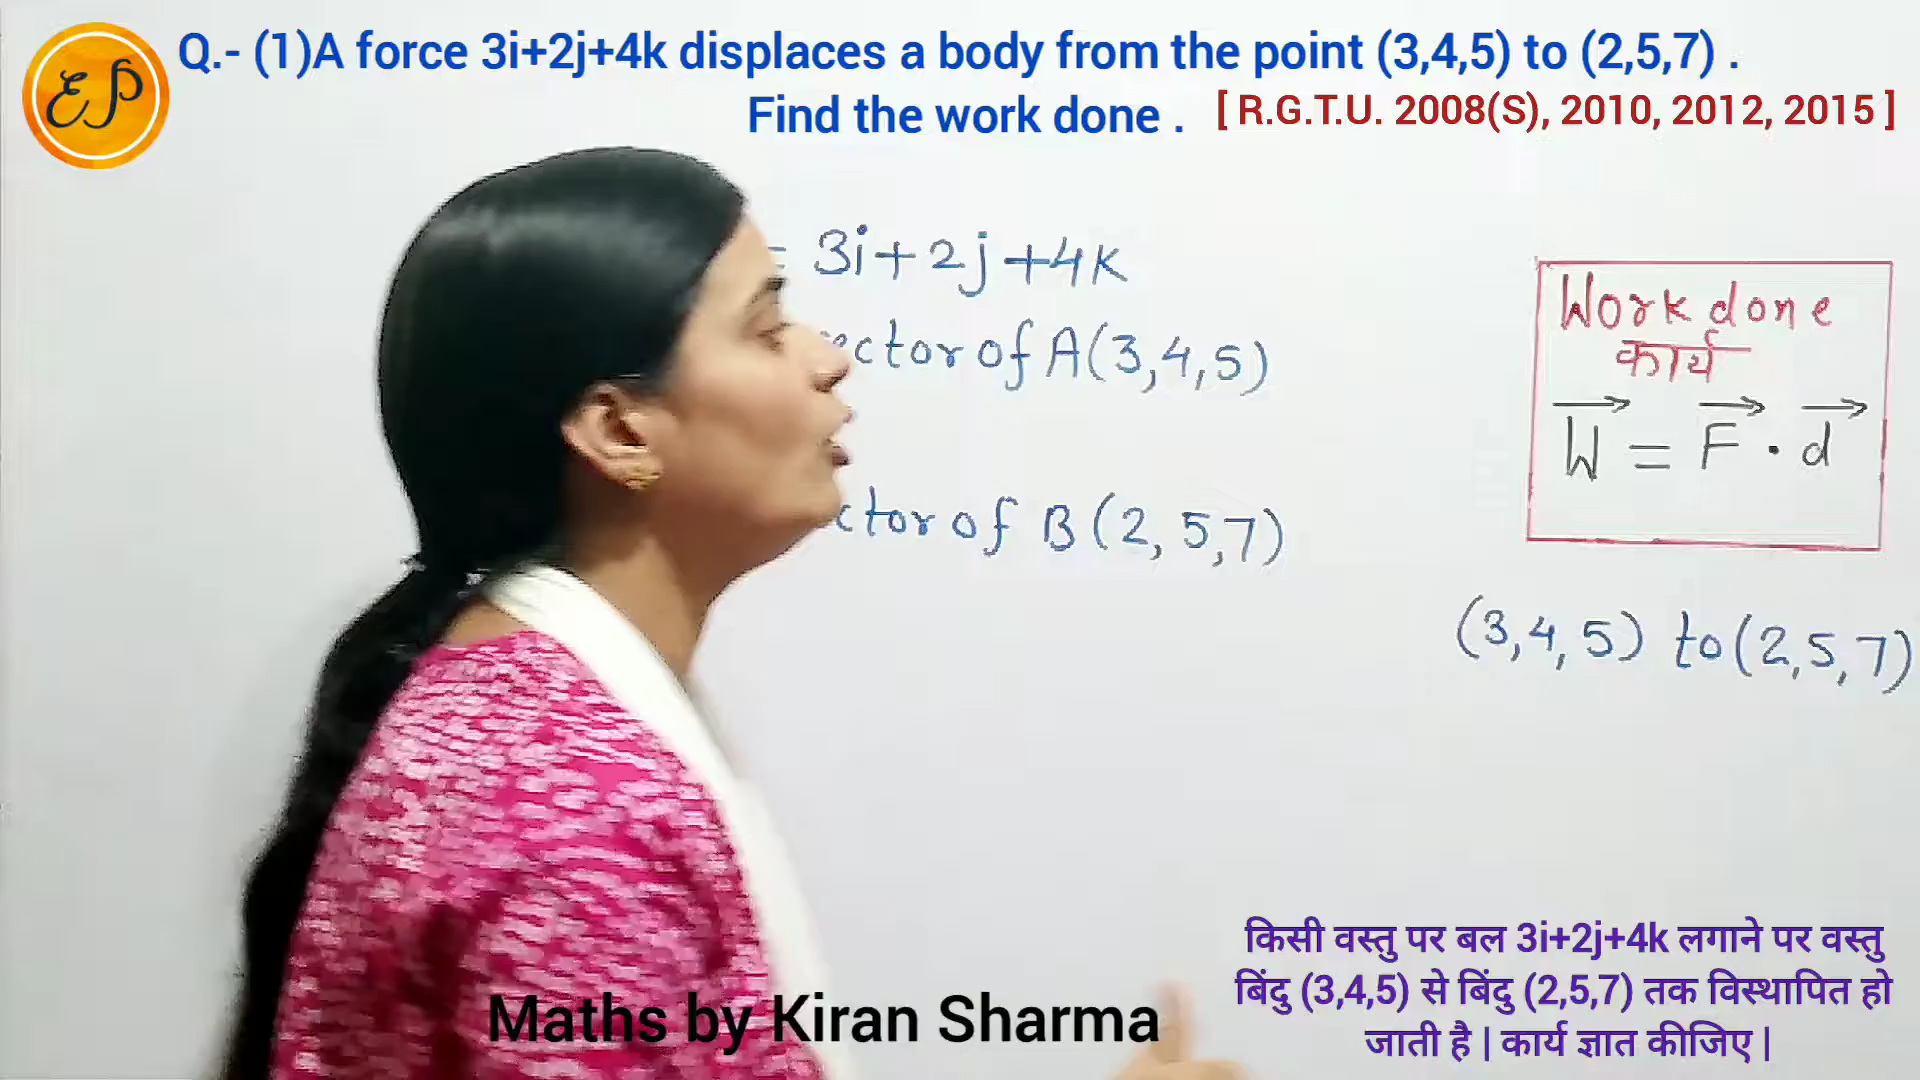 EP
Q.- (1)A force 3i+2j+4k displaces a body from the point (3,4,5) to (2,5,7) .
Find the work done . [ R.G.T.U. 2008(S), 2010, 2012, 2015 ]
= 3i+2j+4k
ector of A(3,4,5)
ctor of B(2,5,7)
Work done
कार्य
W = F . d
(3,4,5) to (2,5,7)
किसी वस्तु पर बल 3i+2j+4k लगाने पर वस्तु
बिंदु (3,4,5) से बिंदु (2,5,7) तक विस्थापित हो
जाती है | कार्य ज्ञात कीजिए |
Maths by Kiran Sharma